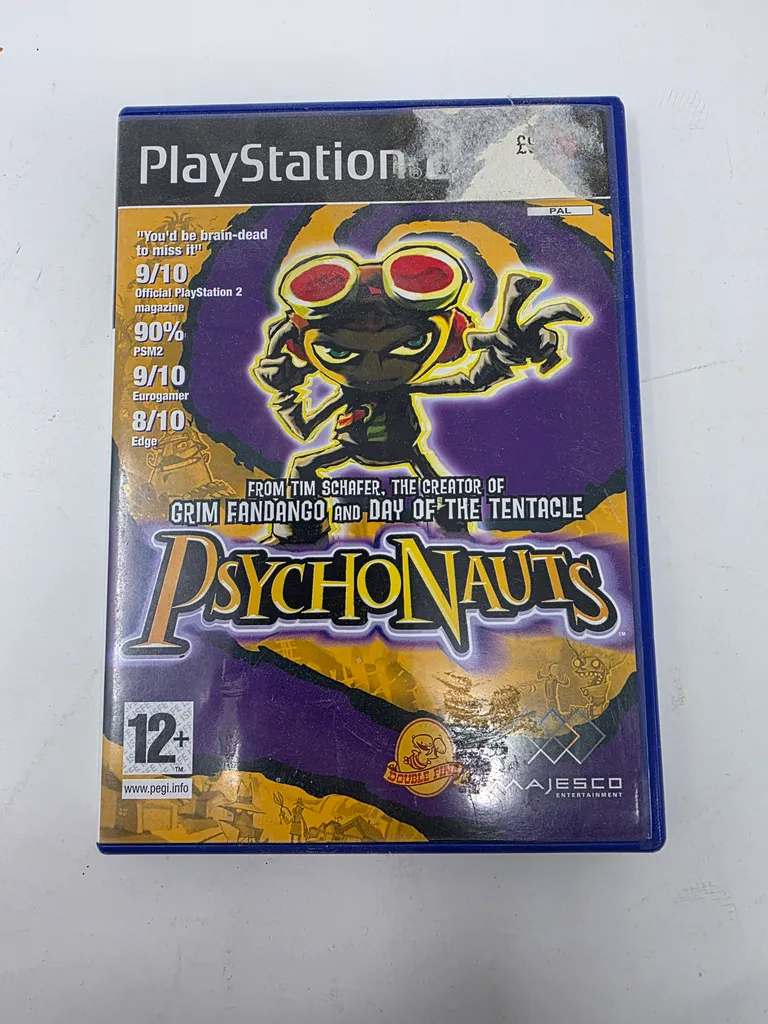 PlayStation®
PAL
"You'd be brain-dead
to miss it"
9/10
Official PlayStation 2
magazine
90%
PSM2
9/10
Eurogamer
8/10
Edge
FROM TIM SCHAFER, THE CREATOR OF
GRIM FANDANGO AND DAY OF THE TENTACLE
PSYCHONAUTS
TM
12+
TM
www.pegi.info
DOUBLE FINE
MAJESCO
ENTERTAINMENT